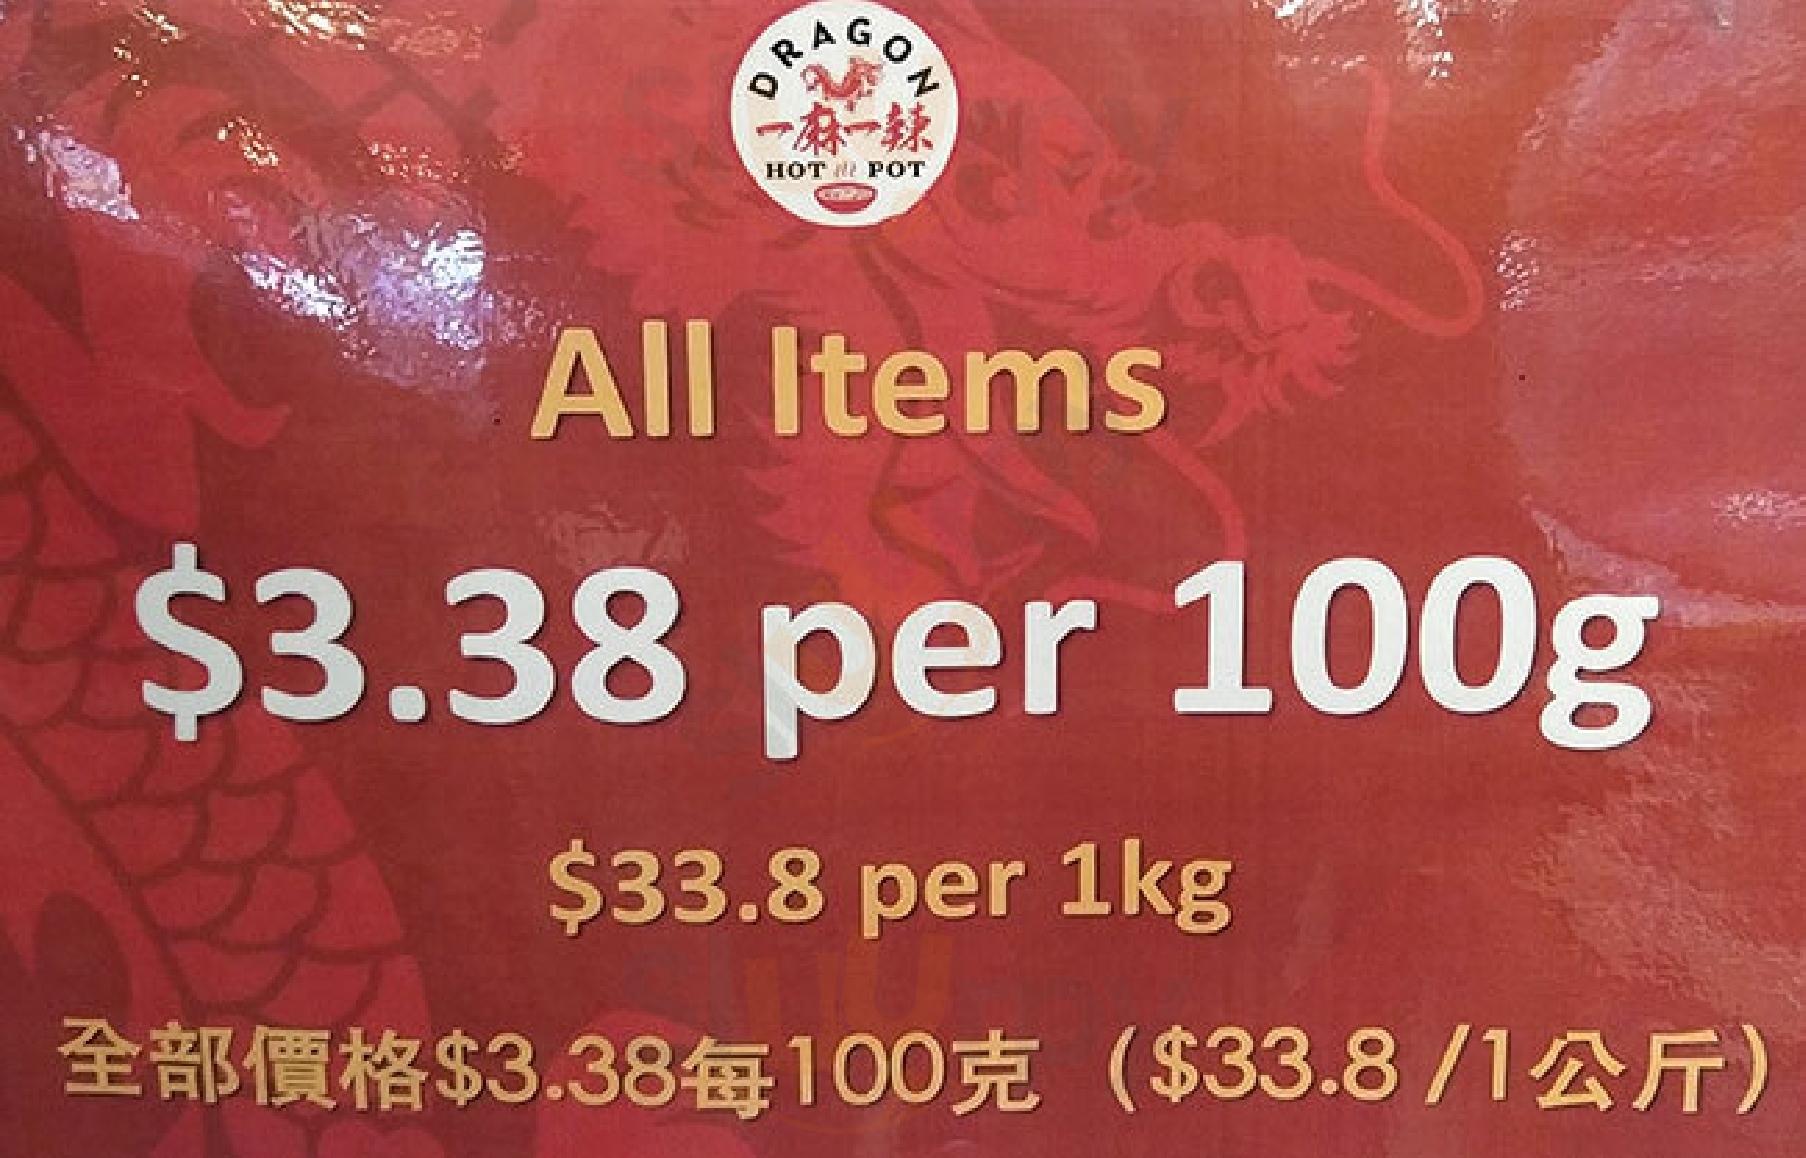 DRAGON
一麻一辣
HOT POT
All Items
$3.38 per 100g
$33.8 per 1kg
全部價格$3.38每100克（$33.8 /1公斤）